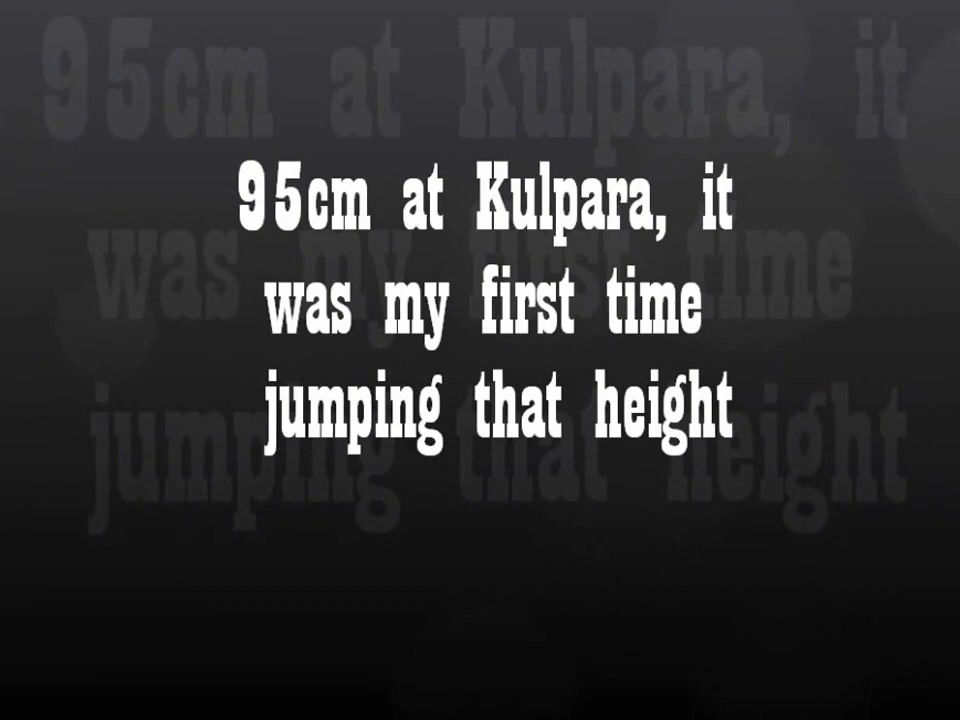 95cm at Kulpara, it
was my first time
jumping that height